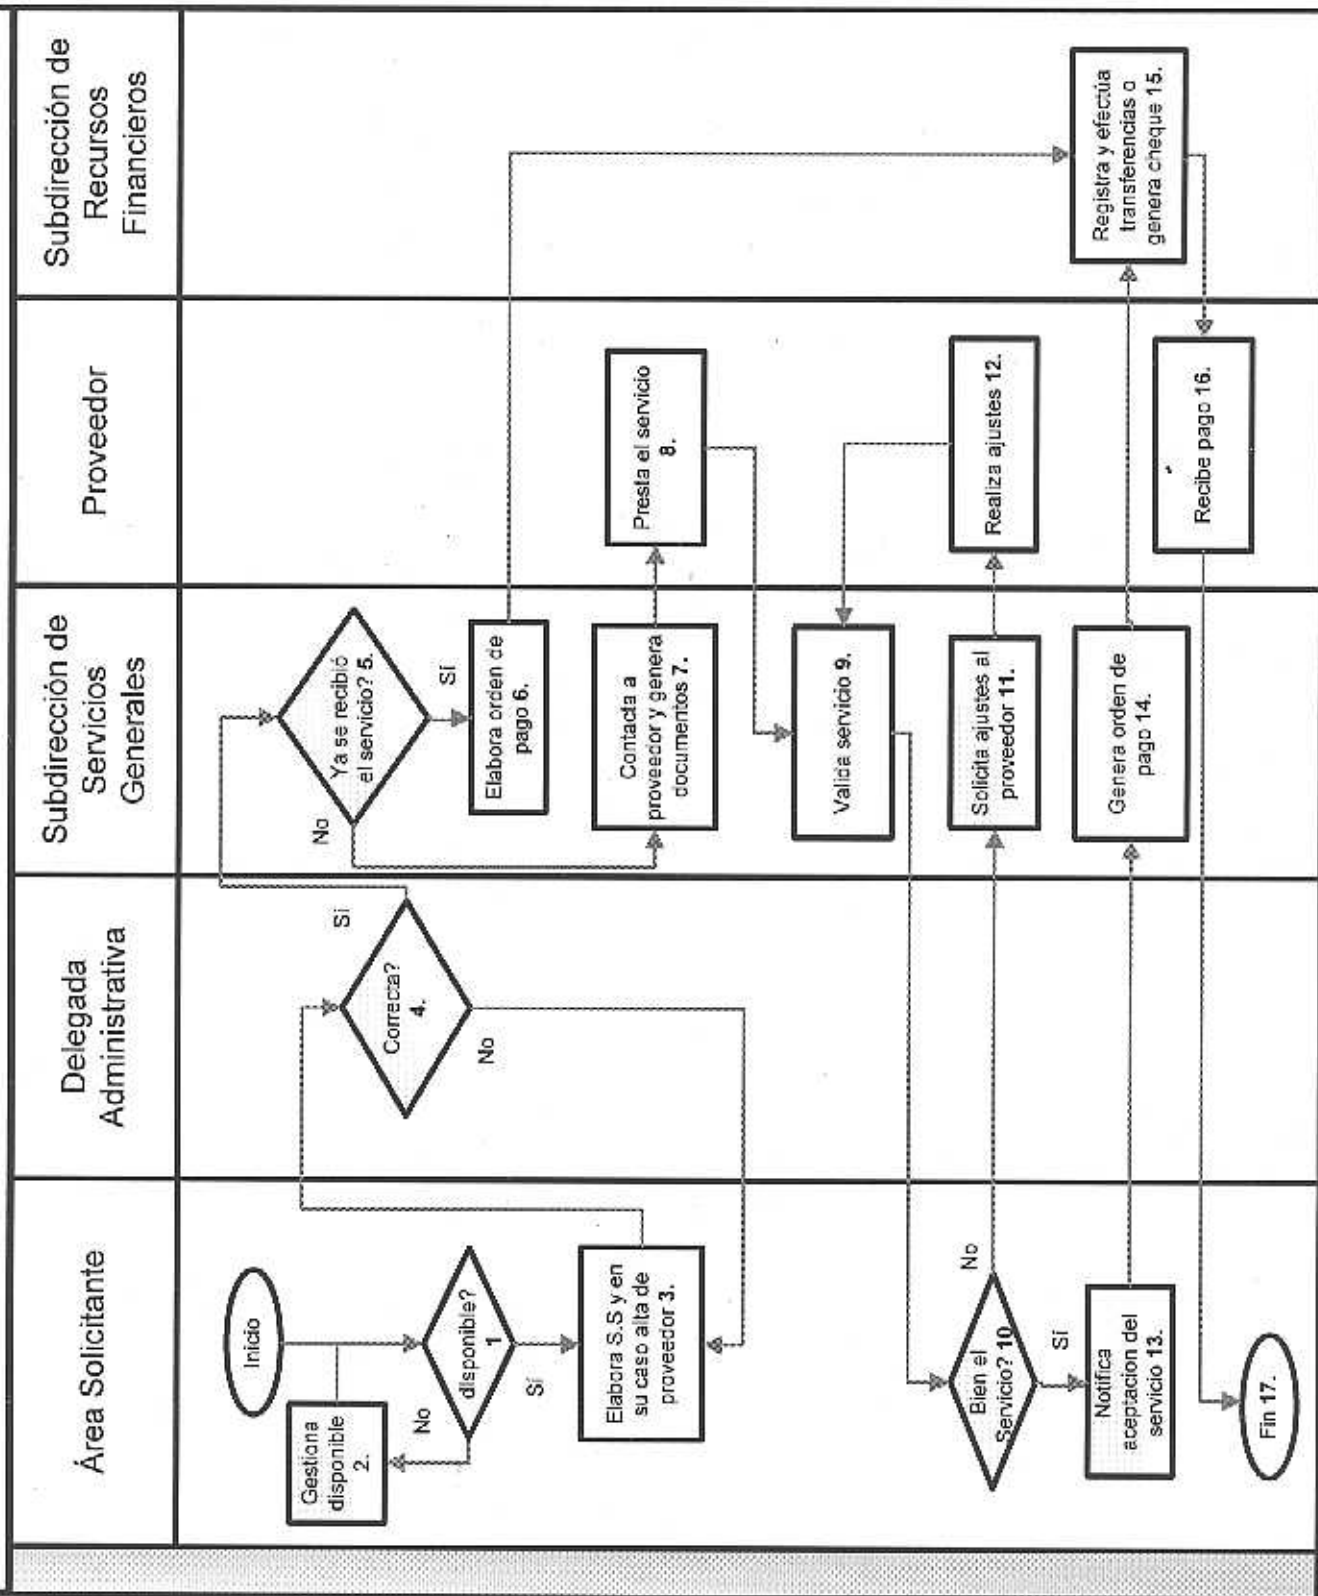 Área Solicitante
Delegada
Administrativa
Subdirección de
Servicios
Generales
Proveedor
Subdirección de
Recursos
Financieros
Inicio
Gestiona
disponible
2.
No
disponible?
1
Sí
Elabora S.S y en
su caso alta de
proveedor 3.
Correcta?
4.
Si
No
Ya se recibió
el servicio? 5.
No
Sí
Elabora orden de
pago 6.
Contacta a
proveedor y genera
documentos 7.
Presta el servicio
8.
Valida servicio 9.
Bien el
Servicio? 10
No
Sí
Solicita ajustes al
proveedor 11.
Realiza ajustes 12.
Notifica
aceptacion del
servicio 13.
Genera orden de
pago 14.
Registra y efectúa
transferencias o
genera cheque 15.
Recibe pago 16.
Fin 17.